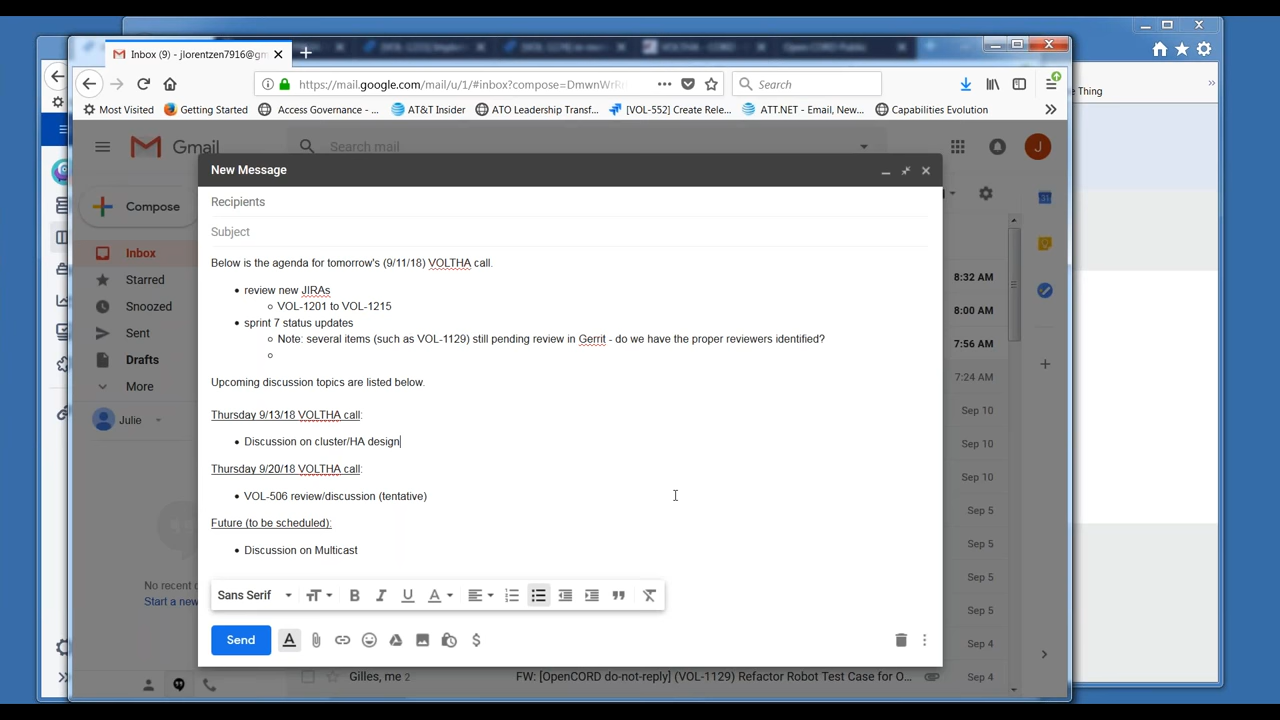 Inbox (9) - jlorentzen7916@gm
https://mail.google.com/mail/u/1/#inbox?compose=DmwnWrR
Search
Most Visited
Getting Started
Access Governance - ...
AT&T Insider
ATO Leadership Transf...
[VOL-552] Create Rele...
ATT.NET - Email, New...
Capabilities Evolution
Thing
Gmail
Search mail
J
Compose
New Message
Recipients
Subject
Inbox
Starred
Snoozed
Sent
Drafts
More
Julie
Below is the agenda for tomorrow's (9/11/18) VOLTHA call.
review new JIRAs
VOL-1201 to VOL-1215
sprint 7 status updates
Note: several items (such as VOL-1129) still pending review in Gerrit - do we have the proper reviewers identified?
Upcoming discussion topics are listed below.
Thursday 9/13/18 VOLTHA call:
Discussion on cluster/HA design
Thursday 9/20/18 VOLTHA call:
VOL-506 review/discussion (tentative)
Future (to be scheduled):
Discussion on Multicast
8:32 AM
8:00 AM
7:56 AM
7:24 AM
Sep 10
Sep 10
Sep 10
Sep 5
Sep 5
Sep 5
Sep 5
Sep 4
Sep 4
No recent
Start a new
Sans Serif
Send
Gilles, me 2
FW: [OpenCORD do-not-reply] (VOL-1129) Refactor Robot Test Case for O...